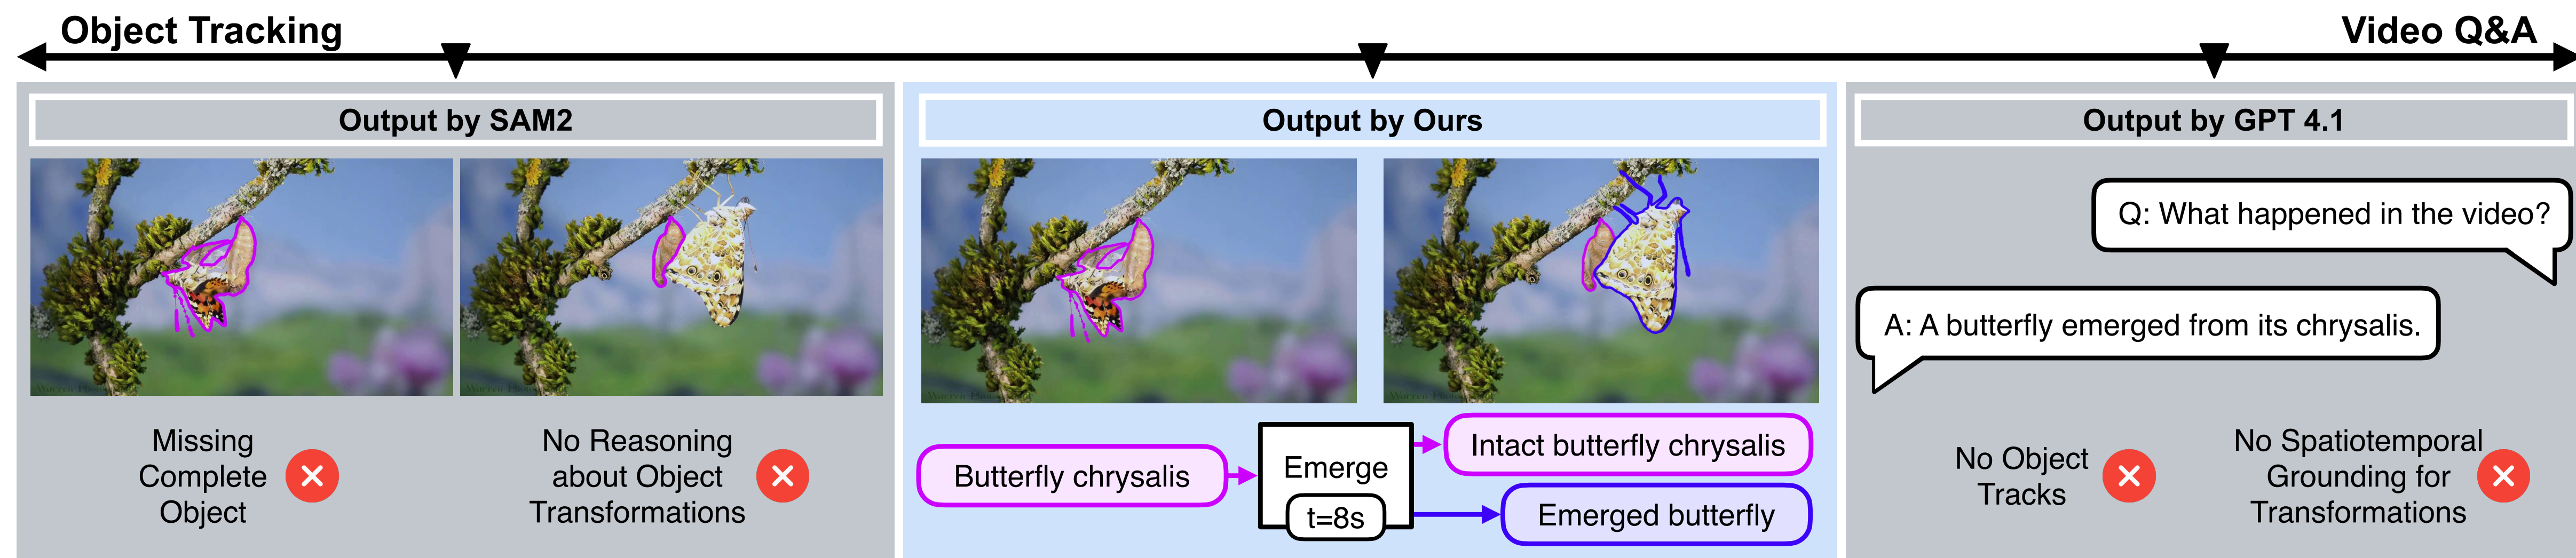 Object Tracking
Video Q&A
Output by SAM2
Missing
Complete
Object
No Reasoning
about Object
Transformations
Output by Ours
Butterfly chrysalis
Emerge
t=8s
Intact butterfly chrysalis
Emerged butterfly
Output by GPT 4.1
Q: What happened in the video?
A: A butterfly emerged from its chrysalis.
No Object
Tracks
No Spatiotemporal
Grounding for
Transformations